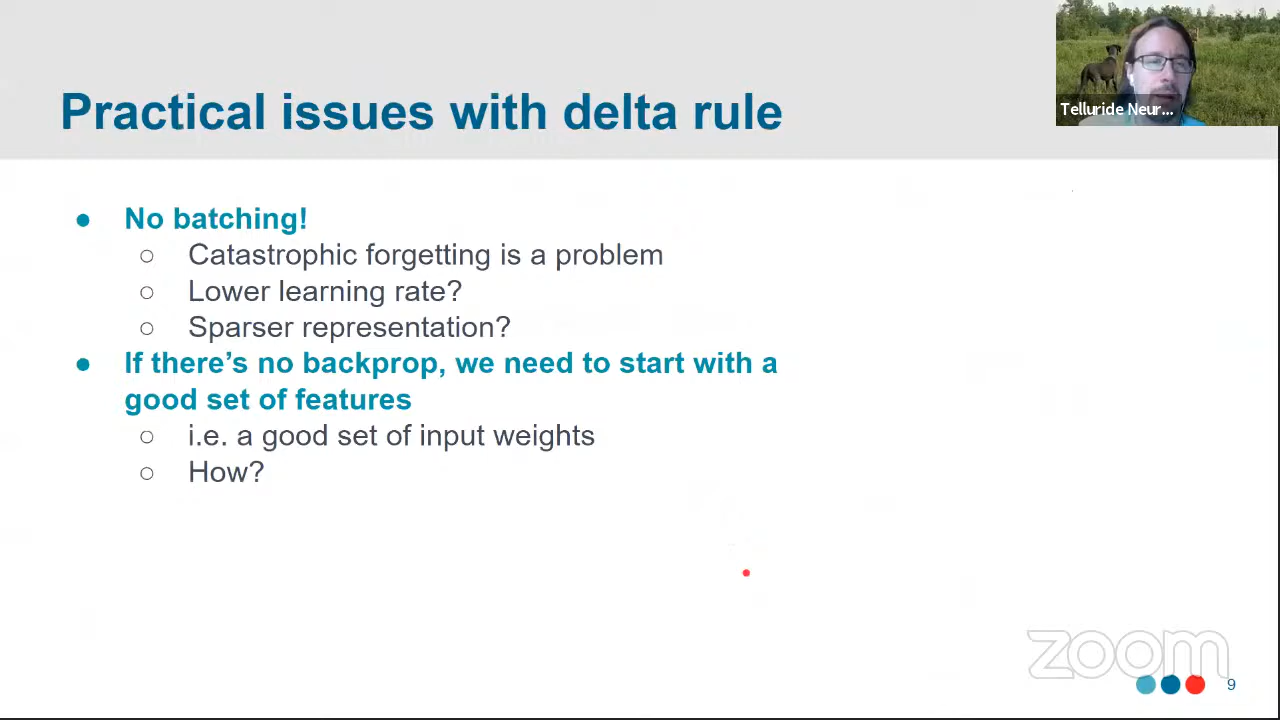 Practical issues with delta rule
Telluride Neur...
● No batching!
○ Catastrophic forgetting is a problem
○ Lower learning rate?
○ Sparser representation?
● If there's no backprop, we need to start with a
good set of features
○ i.e. a good set of input weights
○ How?
zoom
9